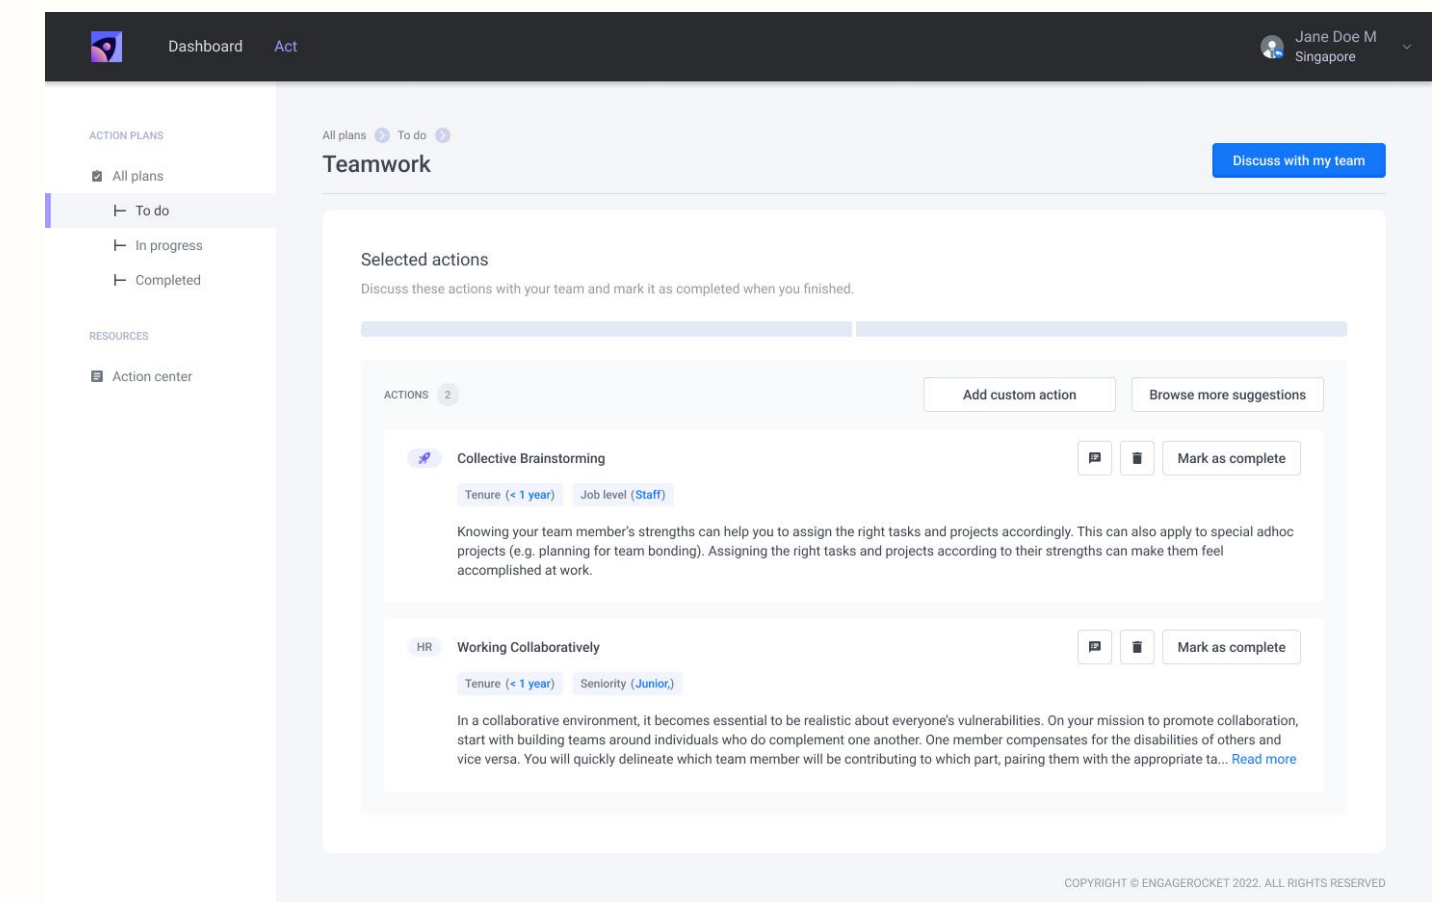 Dashboard
Act
Jane Doe M
Singapore
ACTION PLANS
All plans
To do
In progress
Completed
RESOURCES
Action center
All plans To do
Teamwork
Discuss with my team
Selected actions
Discuss these actions with your team and mark it as completed when you finished.
ACTIONS 2
Add custom action
Browse more suggestions
Collective Brainstorming
Mark as complete
Tenure (< 1 year)
Job level (Staff)
Knowing your team member's strengths can help you to assign the right tasks and projects accordingly. This can also apply to special adhoc
projects (e.g. planning for team bonding). Assigning the right tasks and projects according to their strengths can make them feel
accomplished at work.
HR
Working Collaboratively
Mark as complete
Tenure (< 1 year)
Seniority (Junior,)
In a collaborative environment, it becomes essential to be realistic about everyone's vulnerabilities. On your mission to promote collaboration,
start with building teams around individuals who do complement one another. One member compensates for the disabilities of others and
vice versa. You will quickly delineate which team member will be contributing to which part, pairing them with the appropriate ta... Read more
COPYRIGHT © ENGAGEROCKET 2022. ALL RIGHTS RESERVED